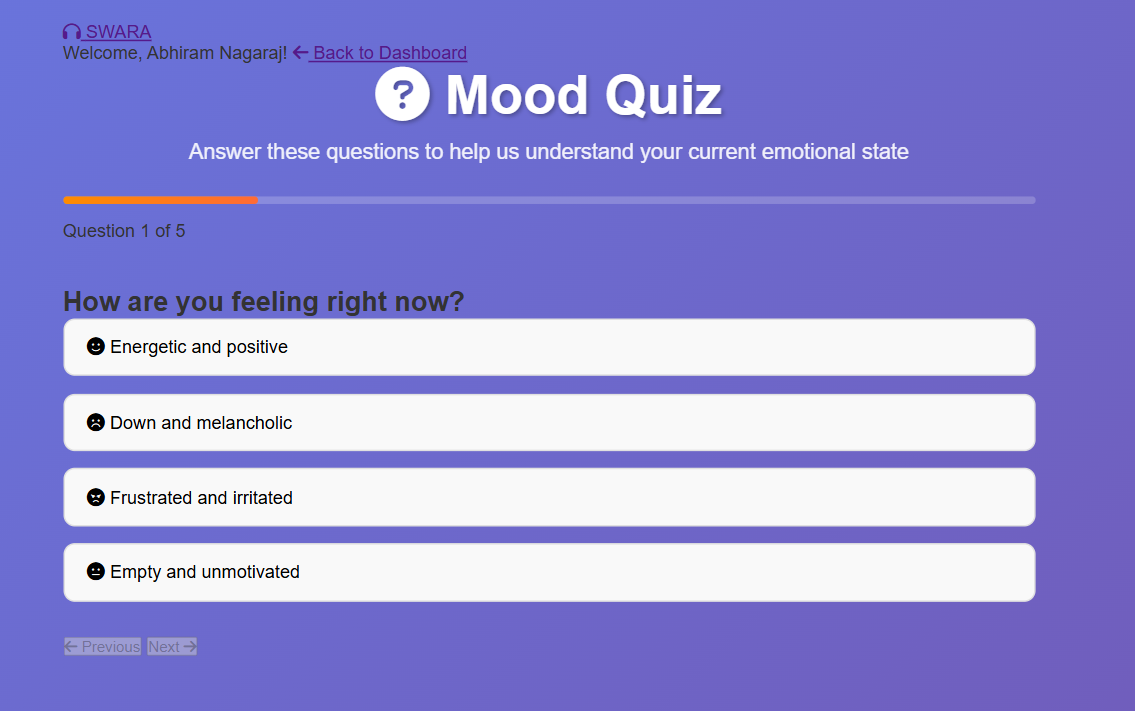 SWARA
Welcome, Abhiram Nagaraj! ← Back to Dashboard
? Mood Quiz
Answer these questions to help us understand your current emotional state
Question 1 of 5
How are you feeling right now?
Energetic and positive
Down and melancholic
Frustrated and irritated
Empty and unmotivated
← Previous Next →